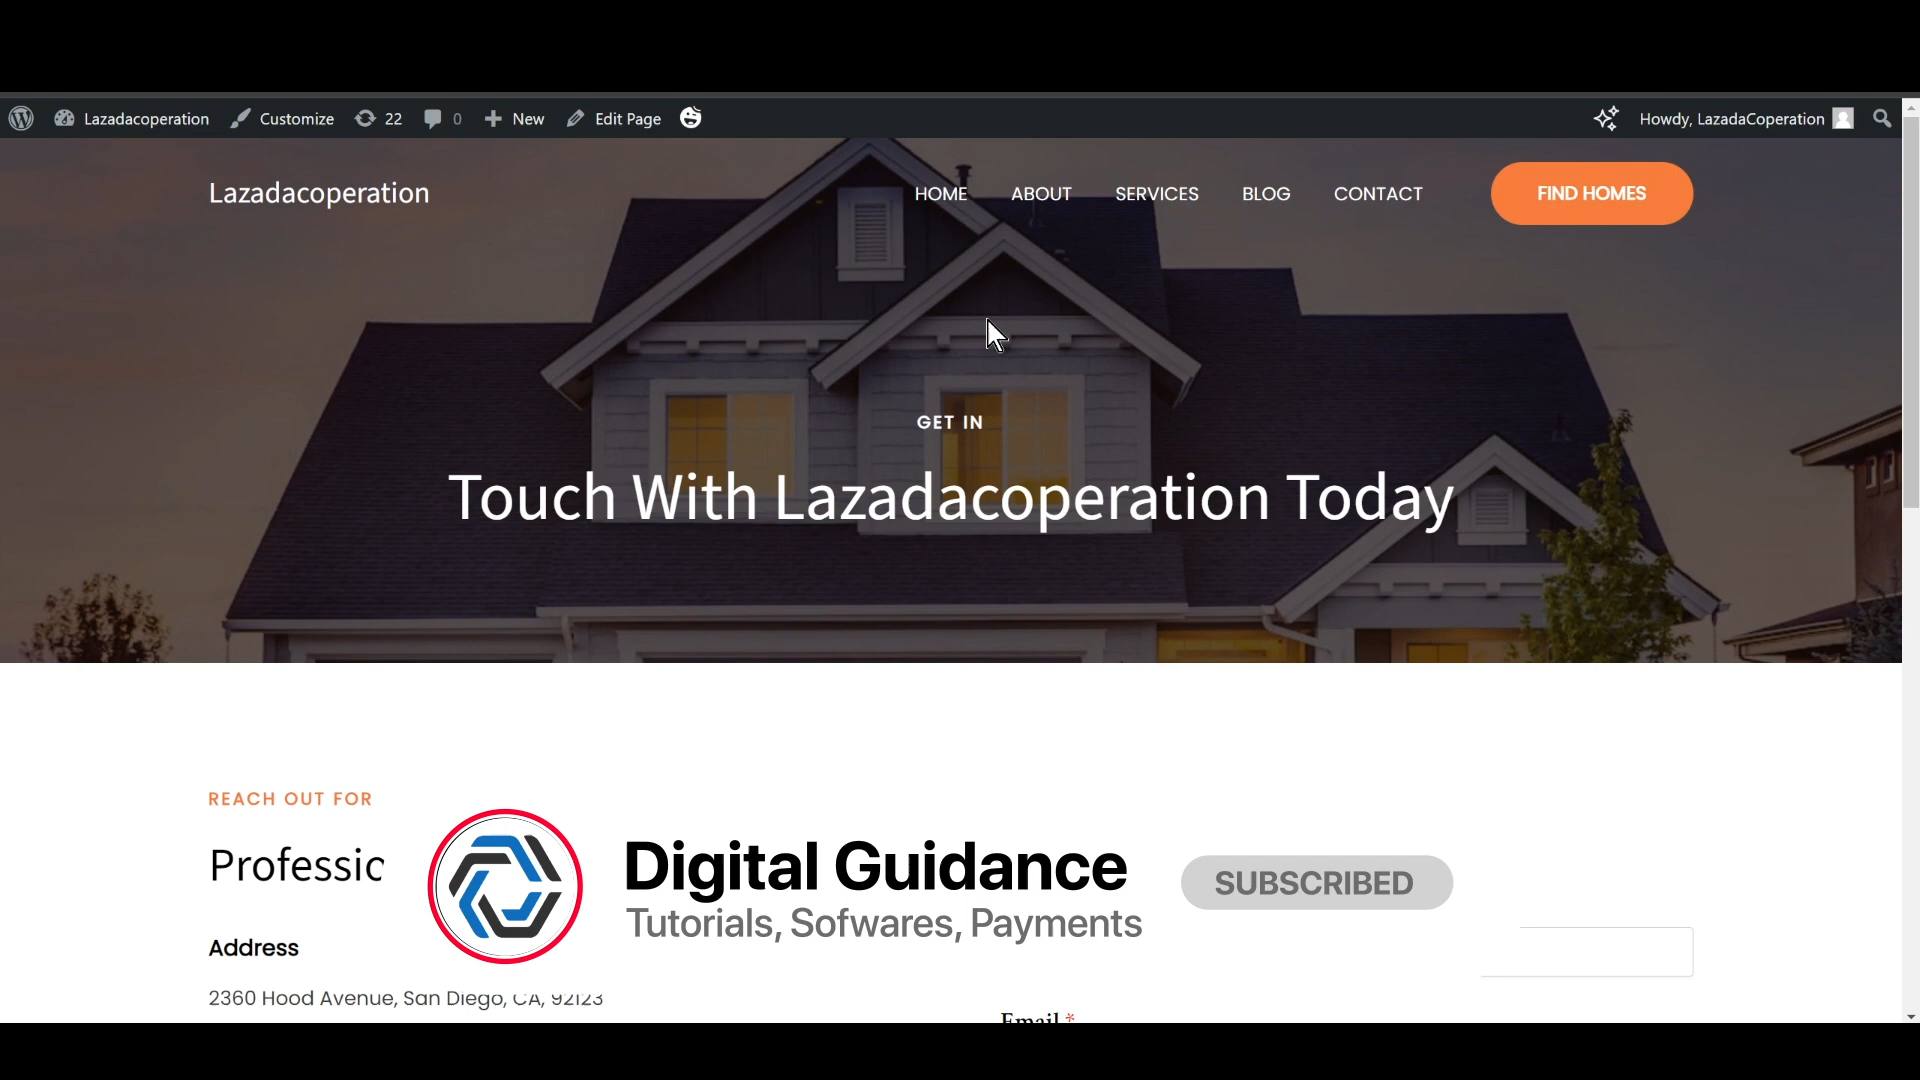 Lazadacoperation Customize 22 0 New Edit Page Howdy, LazadaCoperation
Lazadacoperation HOME ABOUT SERVICES BLOG CONTACT FIND HOMES
GET IN
Touch With Lazadacoperation Today
REACH OUT FOR
Professic
Digital Guidance SUBSCRIBED
Tutorials, Sofwares, Payments
Address
2360 Hood Avenue, San Diego, CA, 92123
Email *